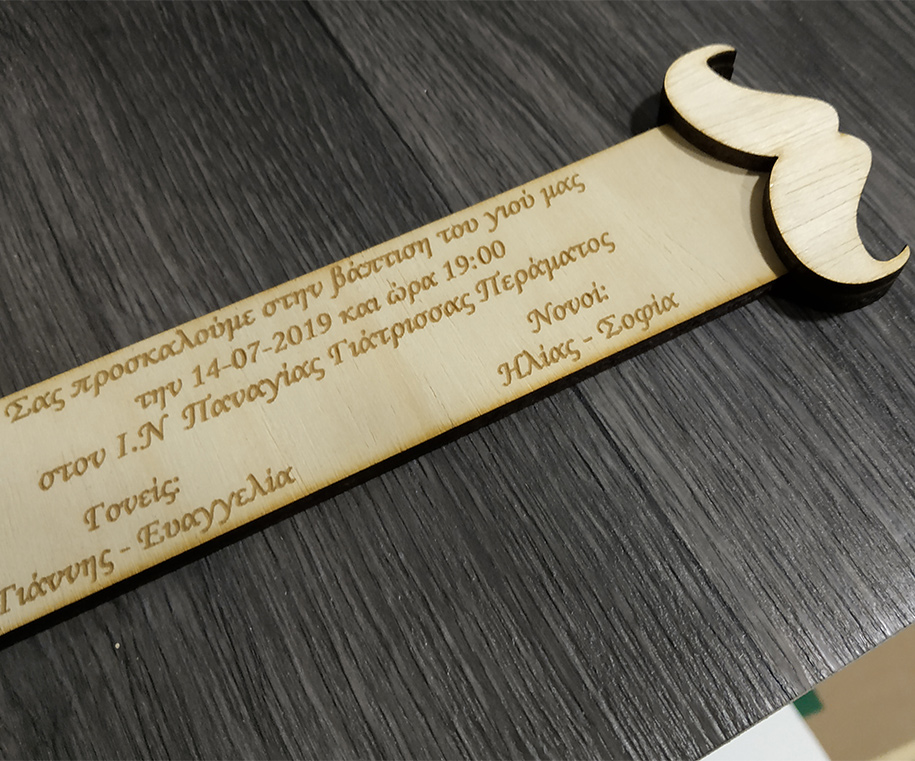 Σας προσκαλούμε στην βάπτιση του γιού μας
την 14-07-2019 και ώρα 19:00
στον Ι.Ν Παναγίας Γιάτρισσας Περάματος
Γονείς:
Γιάννης - Ευαγγελία
Νονοί:
Ηλίας - Σοφία